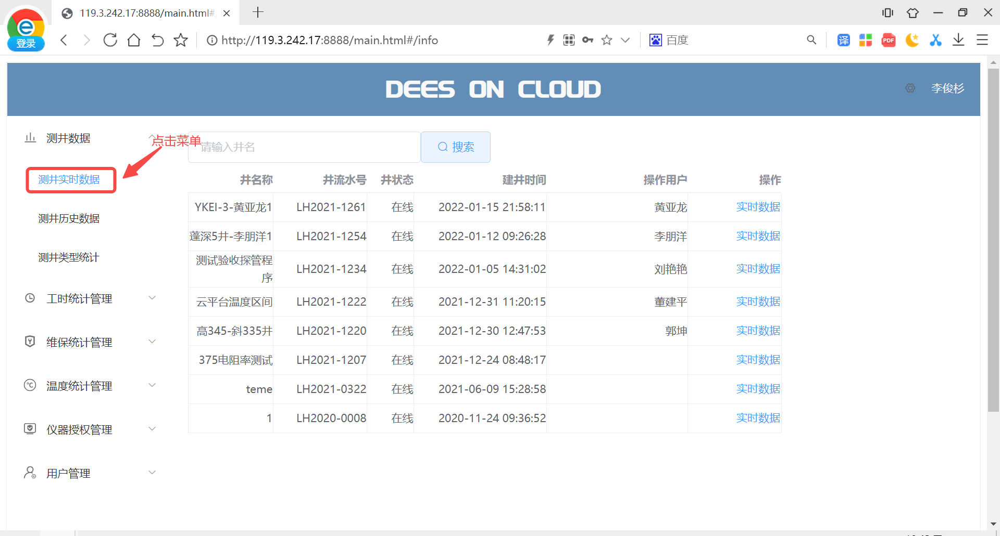 119.3.242.17:8888/main.html#
登录
http://119.3.242.17:8888/main.html#/info
百度
译
PDF
DEES ON CLOUD
李俊杉
测井数据
点击菜单
请输入井名
搜索
测井实时数据
测井历史数据
测井类型统计
工时统计管理
维保统计管理
温度统计管理
仪器授权管理
用户管理
井名称 井流水号 井状态 建井时间 操作用户 操作
YKEI-3-黄亚龙1 LH2021-1261 在线 2022-01-15 21:58:11 黄亚龙 实时数据
蓬深5井-李朋洋1 LH2021-1254 在线 2022-01-12 09:26:28 李朋洋 实时数据
测试验收探管程
序 LH2021-1234 在线 2022-01-05 14:31:02 刘艳艳 实时数据
云平台温度区间 LH2021-1222 在线 2021-12-31 11:20:15 董建平 实时数据
高345-斜335井 LH2021-1220 在线 2021-12-30 12:47:53 郭坤 实时数据
375电阻率测试 LH2021-1207 在线 2021-12-24 08:48:17 实时数据
teme LH2021-0322 在线 2021-06-09 15:28:58 实时数据
1 LH2020-0008 在线 2020-11-24 09:36:52 实时数据